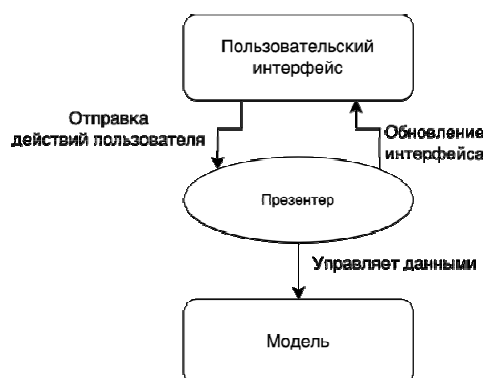 Пользовательский
интерфейс
Отправка
действий пользователя
Обновление
интерфейса
Презентер
Управляет данными
Модель